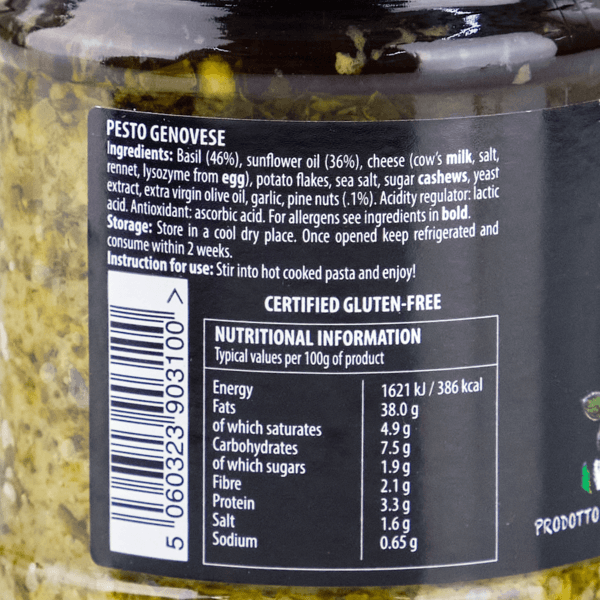 PESTO GENOVESE
Ingredients: Basil (46%), sunflower oil (36%), cheese (cow's milk, salt,
rennet, lysozyme from egg), potato flakes, sea salt, sugar cashews, yeast
extract, extra virgin olive oil, garlic, pine nuts (.1%). Acidity regulator: lactic
acid. Antioxidant: ascorbic acid. For allergens see ingredients in bold.
Storage: Store in a cool dry place. Once opened keep refrigerated and
consume within 2 weeks.
Instruction for use: Stir into hot cooked pasta and enjoy!
CERTIFIED GLUTEN-FREE
NUTRITIONAL INFORMATION
Typical values per 100g of product
Energy 1621 kJ / 386 kcal
Fats 38.0 g
of which saturates 4.9 g
Carbohydrates 7.5 g
of which sugars 1.9 g
Fibre 2.1 g
Protein 3.3 g
Salt 1.6 g
Sodium 0.65 g
5 060323 903100 >
PRODOTTO